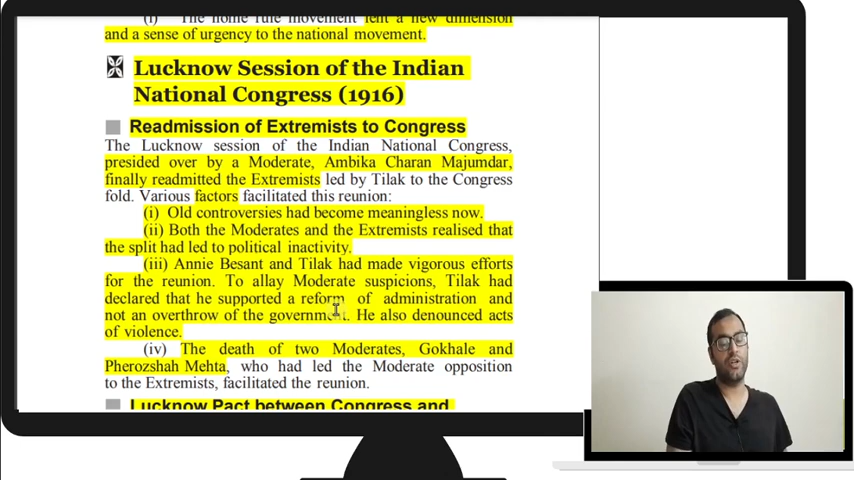 (i) The home rule movement lent a new dimension
and a sense of urgency to the national movement.
Lucknow Session of the Indian
National Congress (1916)
Readmission of Extremists to Congress
The Lucknow session of the Indian National Congress,
presided over by a Moderate, Ambika Charan Majumdar,
finally readmitted the Extremists led by Tilak to the Congress
fold. Various factors facilitated this reunion:
(i) Old controversies had become meaningless now.
(ii) Both the Moderates and the Extremists realised that
the split had led to political inactivity.
(iii) Annie Besant and Tilak had made vigorous efforts
for the reunion. To allay Moderate suspicions, Tilak had
declared that he supported a reform of administration and
not an overthrow of the government. He also denounced acts
of violence.
(iv) The death of two Moderates, Gokhale and
Pherozshah Mehta, who had led the Moderate opposition
to the Extremists, facilitated the reunion.
Lucknow Pact between Congress and